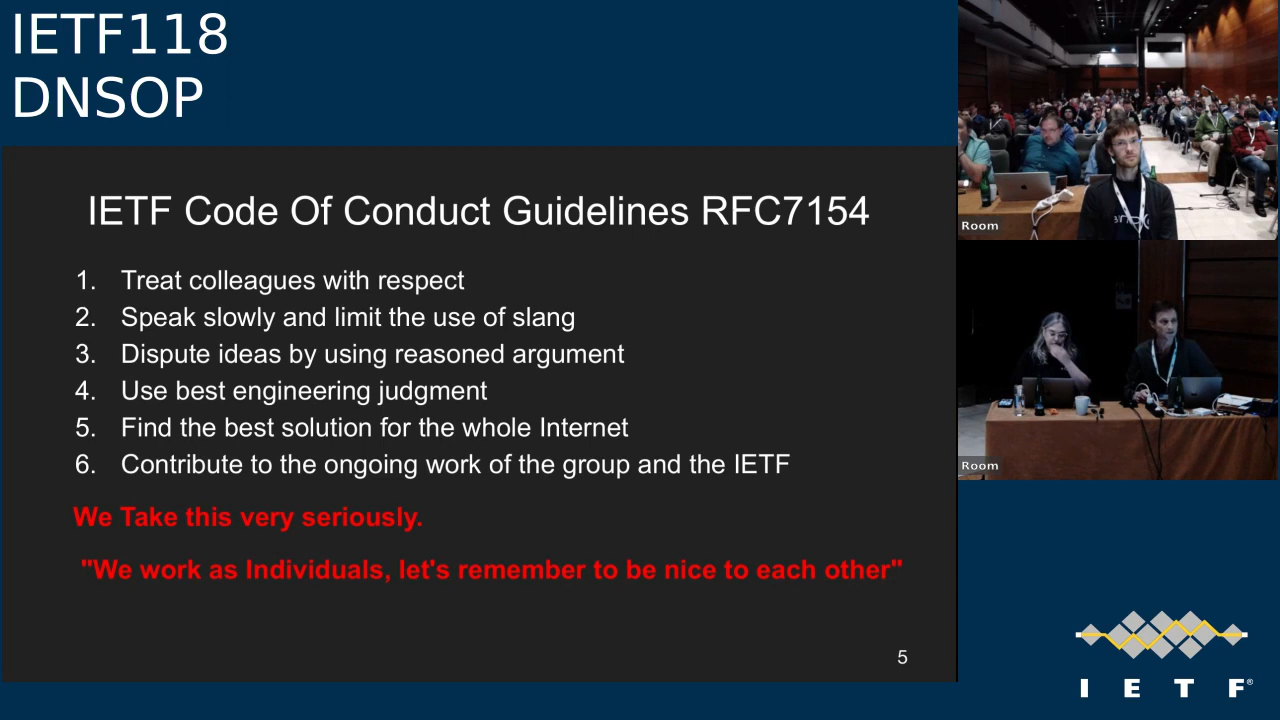 IETF118
DNSOP
IETF Code Of Conduct Guidelines RFC7154
1. Treat colleagues with respect
2. Speak slowly and limit the use of slang
3. Dispute ideas by using reasoned argument
4. Use best engineering judgment
5. Find the best solution for the whole Internet
6. Contribute to the ongoing work of the group and the IETF
We Take this very seriously.
"We work as Individuals, let's remember to be nice to each other"
5
Room
Room
I E T F®